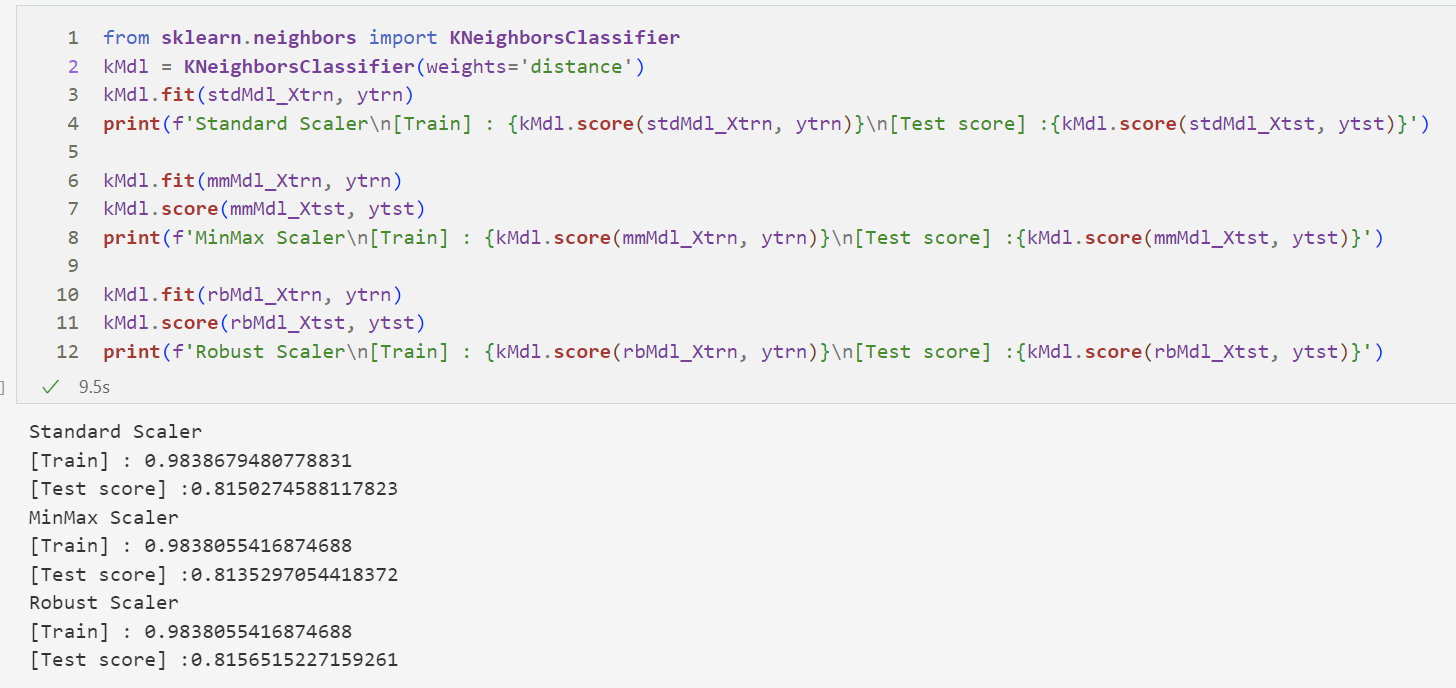 1 from sklearn.neighbors import KNeighborsClassifier
2 kMdl = KNeighborsClassifier(weights='distance')
3 kMdl.fit(stdMdl_Xtrn, ytrn)
4 print(f'Standard Scaler\n[Train] : {kMdl.score(stdMdl_Xtrn, ytrn)}\n[Test score] :{kMdl.score(stdMdl_Xtst, ytst)}')
5
6 kMdl.fit(mmMdl_Xtrn, ytrn)
7 kMdl.score(mmMdl_Xtst, ytst)
8 print(f'MinMax Scaler\n[Train] : {kMdl.score(mmMdl_Xtrn, ytrn)}\n[Test score] :{kMdl.score(mmMdl_Xtst, ytst)}')
9
10 kMdl.fit(rbMdl_Xtrn, ytrn)
11 kMdl.score(rbMdl_Xtst, ytst)
12 print(f'Robust Scaler\n[Train] : {kMdl.score(rbMdl_Xtrn, ytrn)}\n[Test score] :{kMdl.score(rbMdl_Xtst, ytst)}')
] ✓ 9.5s
Standard Scaler
[Train] : 0.9838679480778831
[Test score] :0.8150274588117823
MinMax Scaler
[Train] : 0.9838055416874688
[Test score] :0.8135297054418372
Robust Scaler
[Train] : 0.9838055416874688
[Test score] :0.8156515227159261